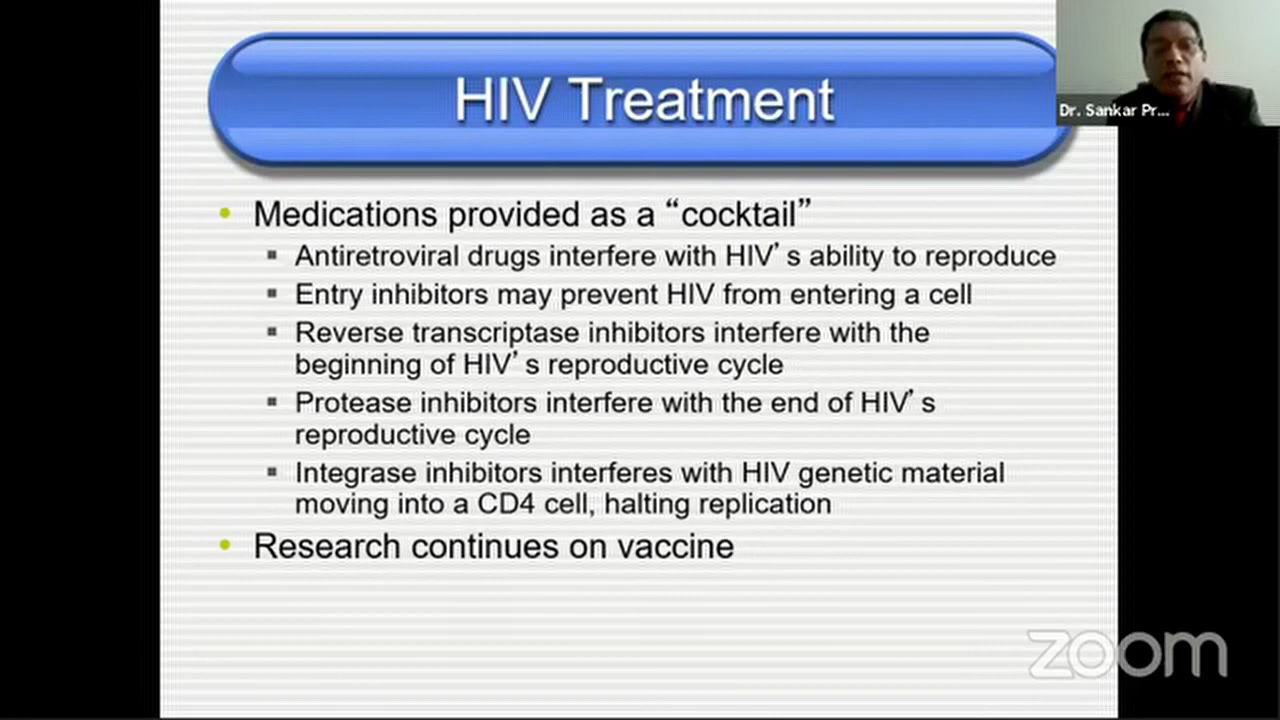 HIV Treatment
Dr. Sankar Pr...
• Medications provided as a “cocktail”
▪ Antiretroviral drugs interfere with HIV’s ability to reproduce
▪ Entry inhibitors may prevent HIV from entering a cell
▪ Reverse transcriptase inhibitors interfere with the
beginning of HIV’s reproductive cycle
▪ Protease inhibitors interfere with the end of HIV’s
reproductive cycle
▪ Integrase inhibitors interferes with HIV genetic material
moving into a CD4 cell, halting replication
• Research continues on vaccine
zoom